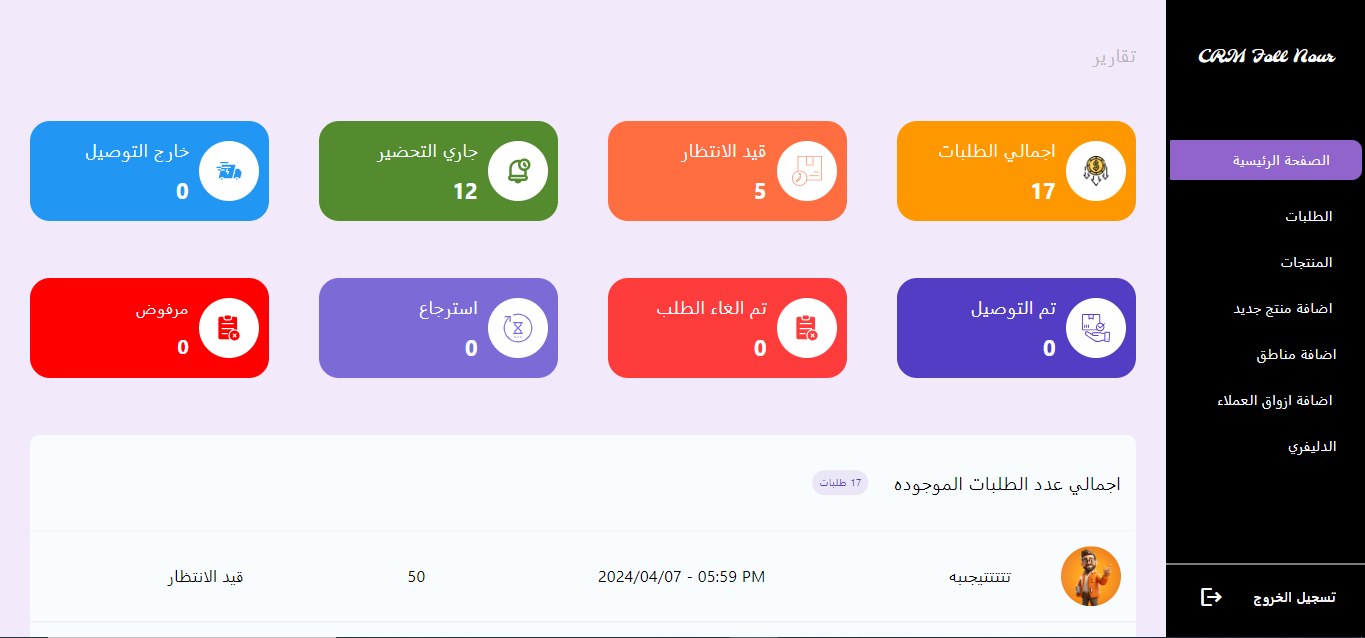 CRM Foll Nour
الصفحة الرئيسية
الطلبات
المنتجات
اضافة منتج جديد
اضافة مناطق
اضافة ازواق العملاء
الدليفري
تسجيل الخروج
تقارير
اجمالي الطلبات
17
قيد الانتظار
5
جاري التحضير
12
خارج التوصيل
0
تم التوصيل
0
تم الغاء الطلب
0
استرجاع
0
مرفوض
0
اجمالي عدد الطلبات الموجوده
17 طلبات
تتتتتيجبيه 2024/04/07 - 05:59 PM 50 قيد الانتظار